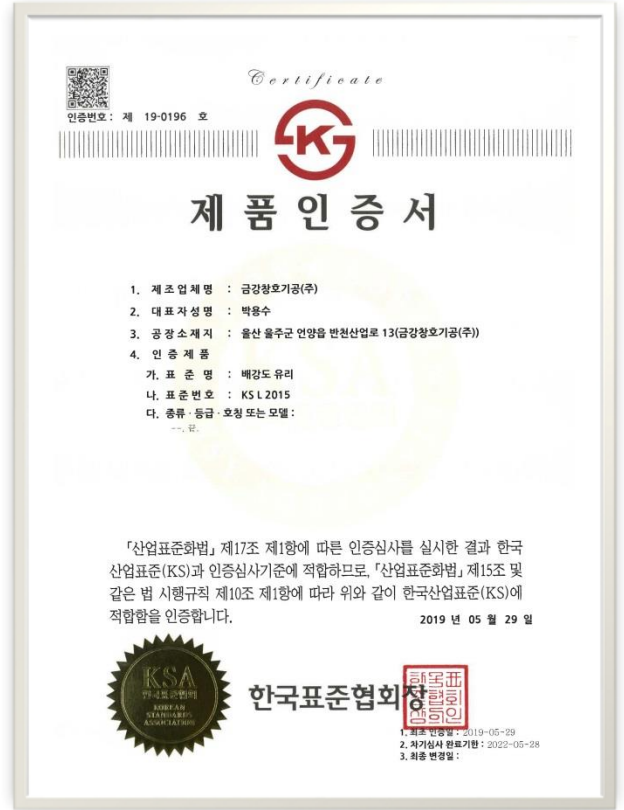 Certificate
인증번호 : 제 19-0196 호
K
제 품 인 증 서
1. 제 조 업 체 명 : 금강창호기공(주)
2. 대 표 자 성 명 : 박용수
3. 공 장 소 재 지 : 울산 울주군 언양읍 반천산업로 13(금강창호기공(주))
4. 인 증 제 품
가. 표 준 명 : 배강도 유리
나. 표 준 번 호 : KS L 2015
다. 종류 · 등급 · 호칭 또는 모델 :
--. 끝.
KSA
「산업표준화법」 제17조 제1항에 따른 인증심사를 실시한 결과 한국
산업표준(KS)과 인증심사기준에 적합하므로, 「산업표준화법」 제15조 및
같은 법 시행규칙 제10조 제1항에 따라 위와 같이 한국산업표준(KS)에
적합함을 인증합니다.
2019 년 05 월 29 일
KSA
한국표준협회
KOREAN
STANDARDS
ASSOCIATION
한국표준협회장
1. 최초 인증일 : 2019-05-29
2. 차기심사 완료기한 : 2022-05-28
3. 최종 변경일 :